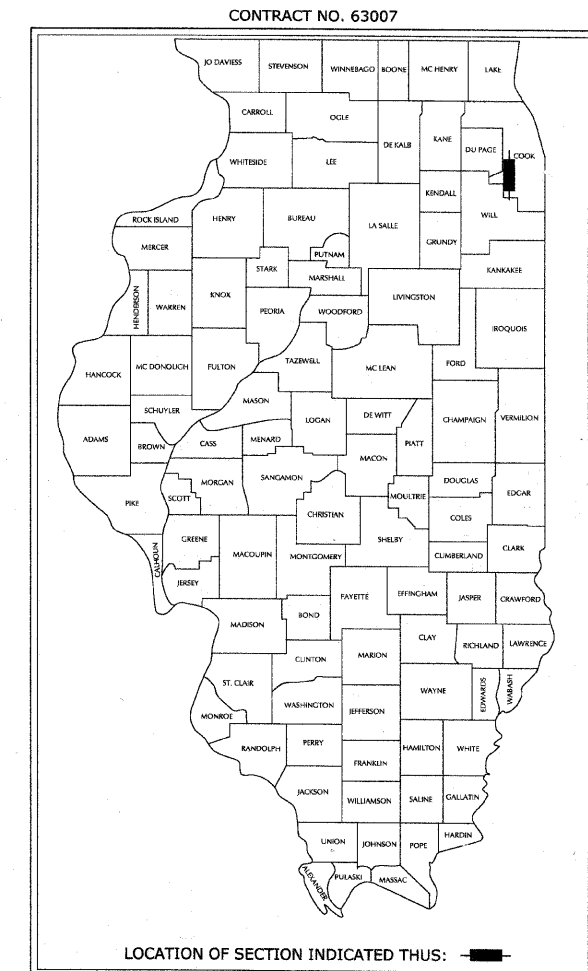 CONTRACT NO. 63007
JO DAVIESS STEVENSON WINNEBAGO BOONE MC HENRY LAKE
CARROLL OGLE DE KALB KANE DU PAGE COOK
WHITESIDE LEE
KENDALL WILL
ROCK ISLAND HENRY BUREAU LA SALLE GRUNDY
MERCER PUTNAM KANKAKEE
STARK MARSHALL
HENDERSON WARREN KNOX PEORIA WOODFORD LIVINGSTON IROQUOIS
HANCOCK MC DONOUGH FULTON TAZEWELL MC LEAN FORD
SCHUYLER MASON LOGAN DE WITT CHAMPAIGN VERMILION
ADAMS BROWN CASS MENARD MACON PIATT
PIKE SCOTT MORGAN SANGAMON MOULTRIE DOUGLAS EDGAR
CHRISTIAN COLES
CALHOUN GREENE MACOUPIN MONTGOMERY SHELBY CUMBERLAND CLARK
JERSEY FAYETTE EFFINGHAM JASPER CRAWFORD
MADISON BOND CLAY RICHLAND LAWRENCE
CLINTON MARION
ST. CLAIR WAYNE EDWARDS WABASH
MONROE WASHINGTON JEFFERSON
RANDOLPH PERRY HAMILTON WHITE
FRANKLIN
JACKSON WILLIAMSON SALINE GALLATIN
UNION JOHNSON POPE HARDIN
ALEXANDER PULASKI MASSAC
LOCATION OF SECTION INDICATED THUS: